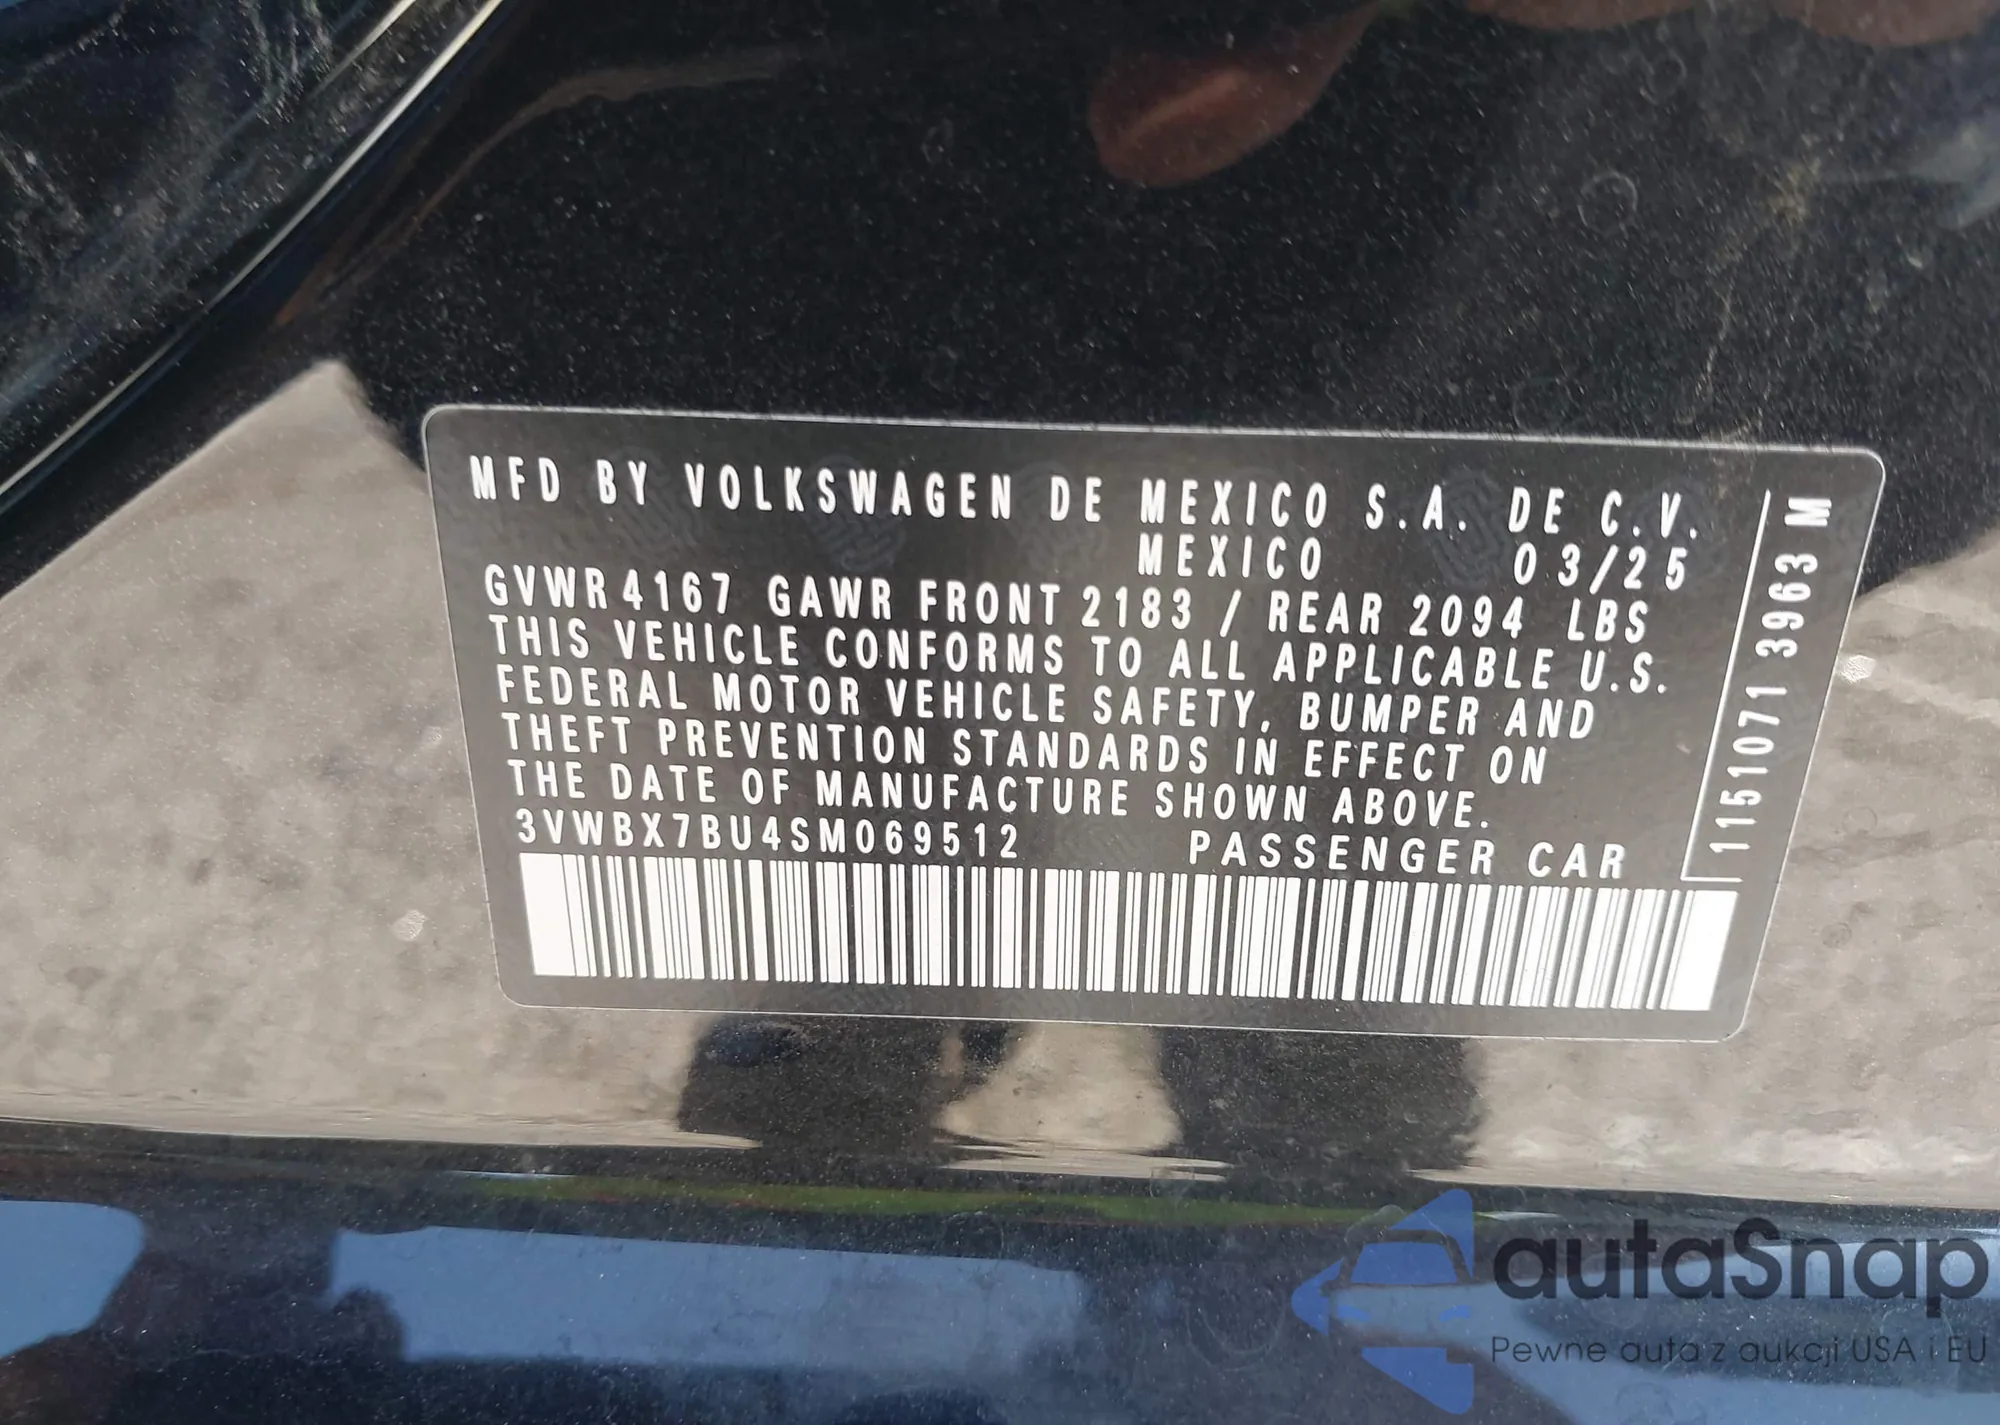 MFD BY VOLKSWAGEN DE MEXICO S.A. DE C.V.
MEXICO 03/25
GVWR 4167 GAWR FRONT 2183 / REAR 2094 LBS
THIS VEHICLE CONFORMS TO ALL APPLICABLE U.S.
FEDERAL MOTOR VEHICLE SAFETY, BUMPER AND
THEFT PREVENTION STANDARDS IN EFFECT ON
THE DATE OF MANUFACTURE SHOWN ABOVE.
3VWBX7BU4SM069512 PASSENGER CAR
1151071 3963 M
autaSnap
Pewne auta z aukcji USA i EU